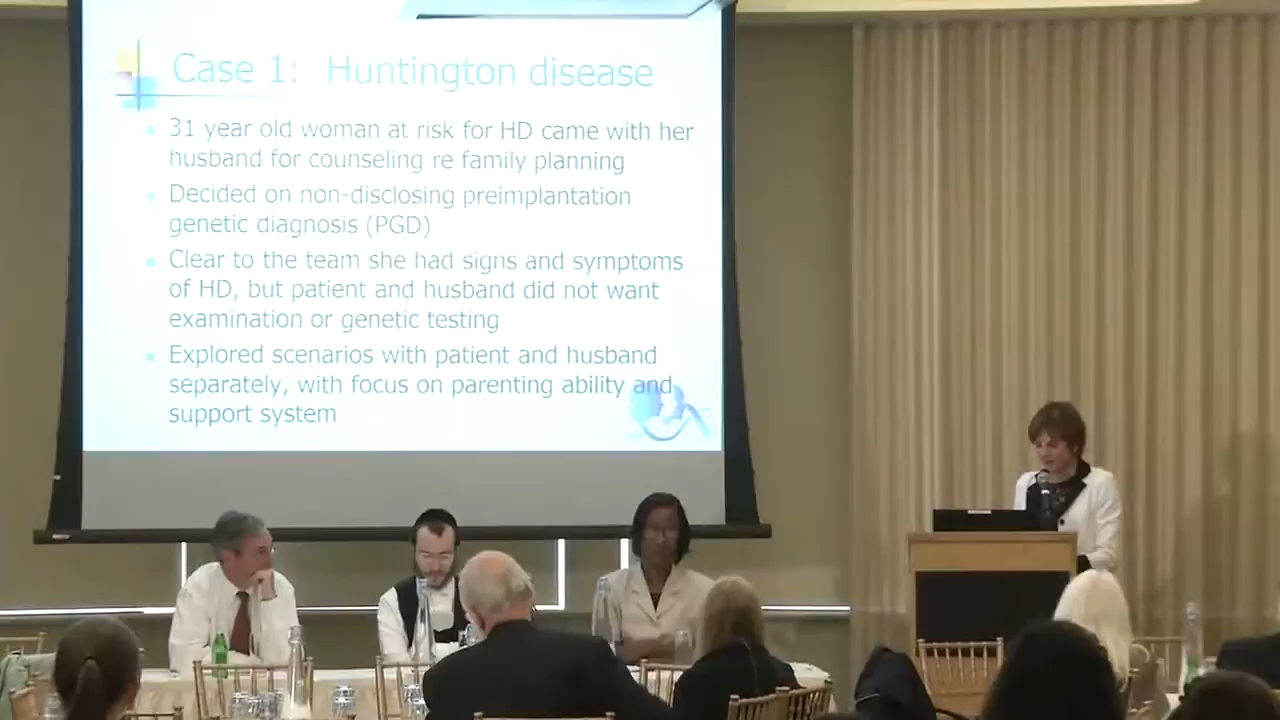 Case 1: Huntington disease
31 year old woman at risk for HD came with her
husband for counseling re family planning
Decided on non-disclosing preimplantation
genetic diagnosis (PGD)
Clear to the team she had signs and symptoms
of HD, but patient and husband did not want
examination or genetic testing
Explored scenarios with patient and husband
separately, with focus on parenting ability and
support system